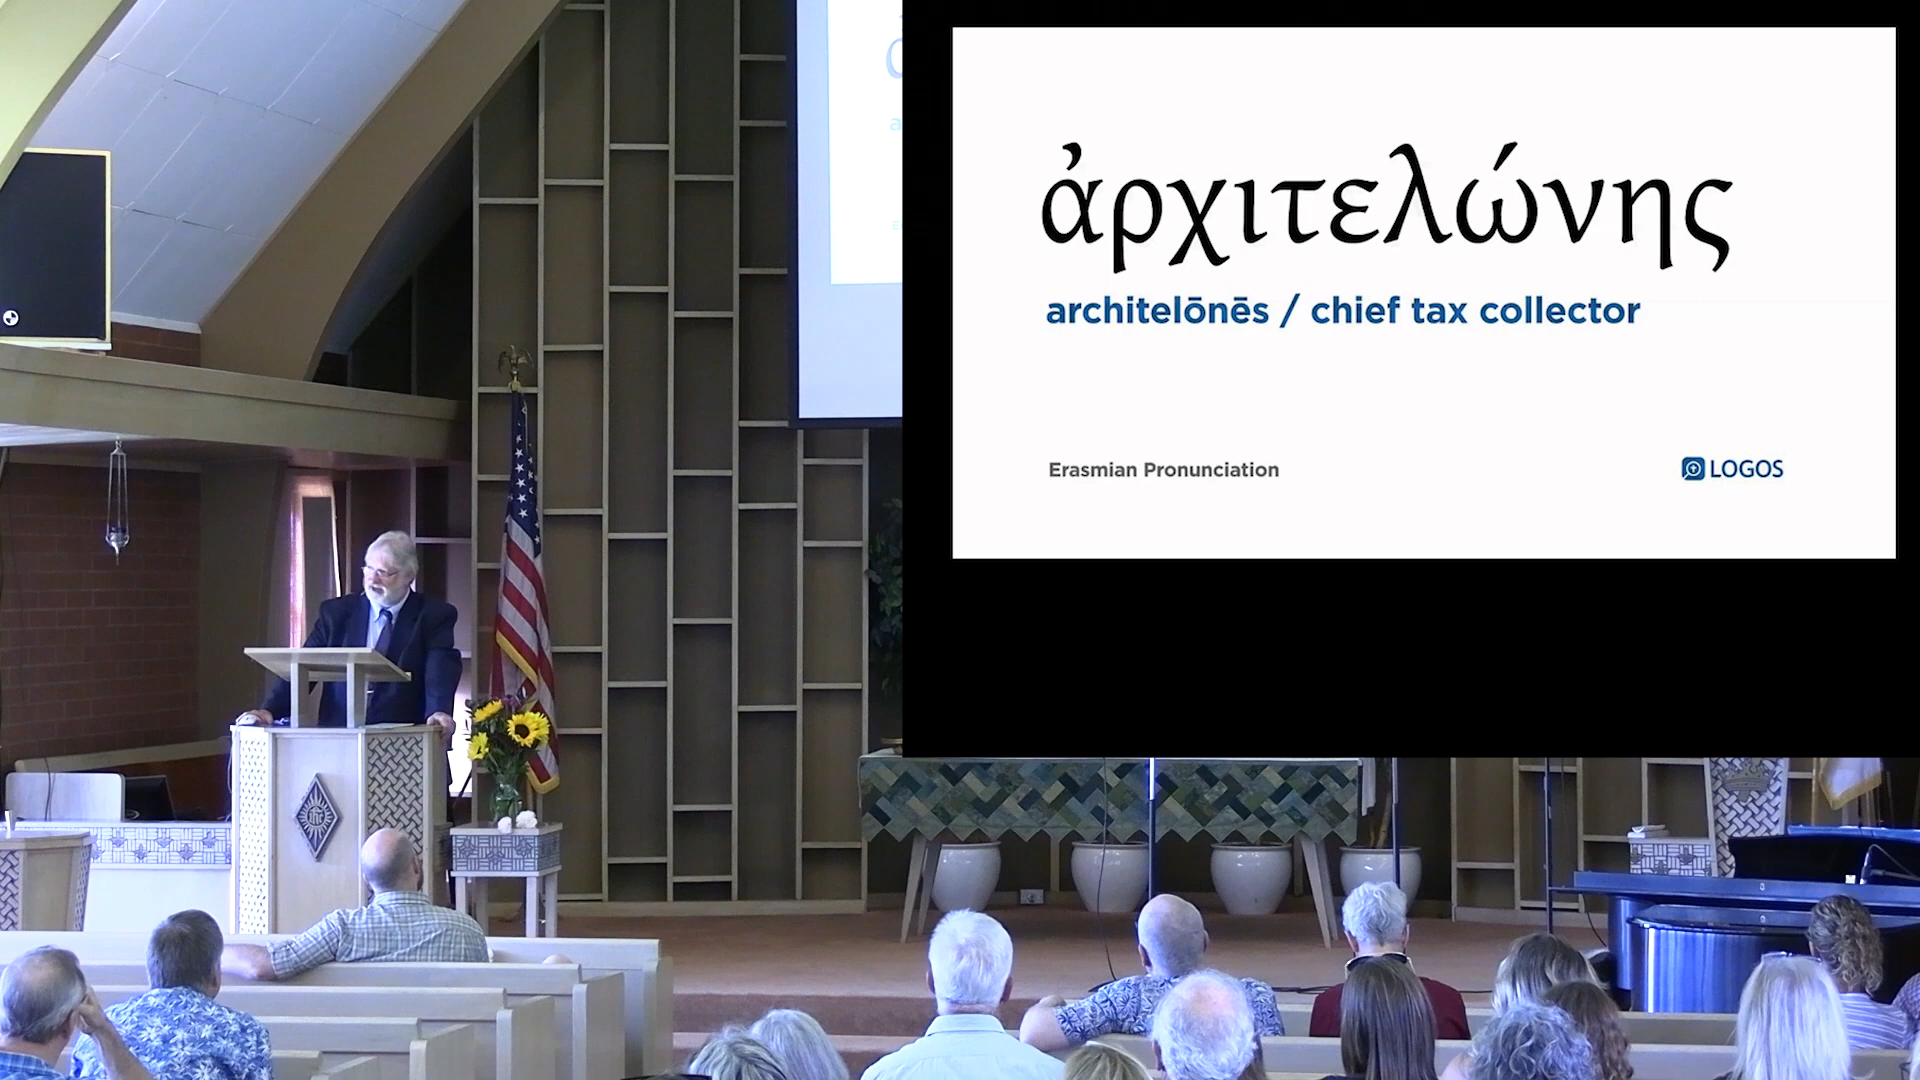 ἀρχιτελώνης
architelōnēs / chief tax collector
Erasmian Pronunciation
LOGOS